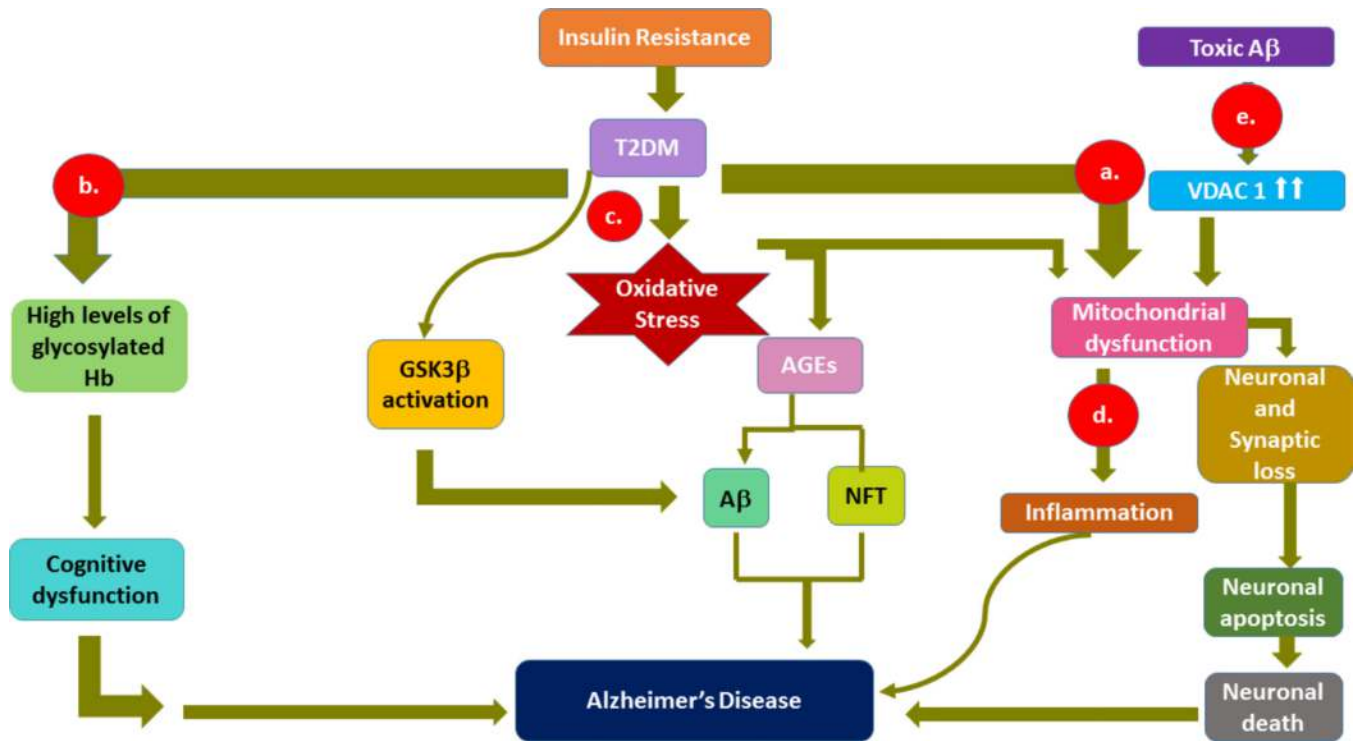 Insulin Resistance
Toxic Aβ
e.
T2DM
b.
a.
VDAC 1 ⇈
c.
High levels of
glycosylated
Hb
Oxidative
Stress
Mitochondrial
dysfunction
GSK3β
activation
AGEs
Neuronal
and
Synaptic
loss
d.
Aβ
NFT
Inflammation
Cognitive
dysfunction
Neuronal
apoptosis
Alzheimer's Disease
Neuronal
death